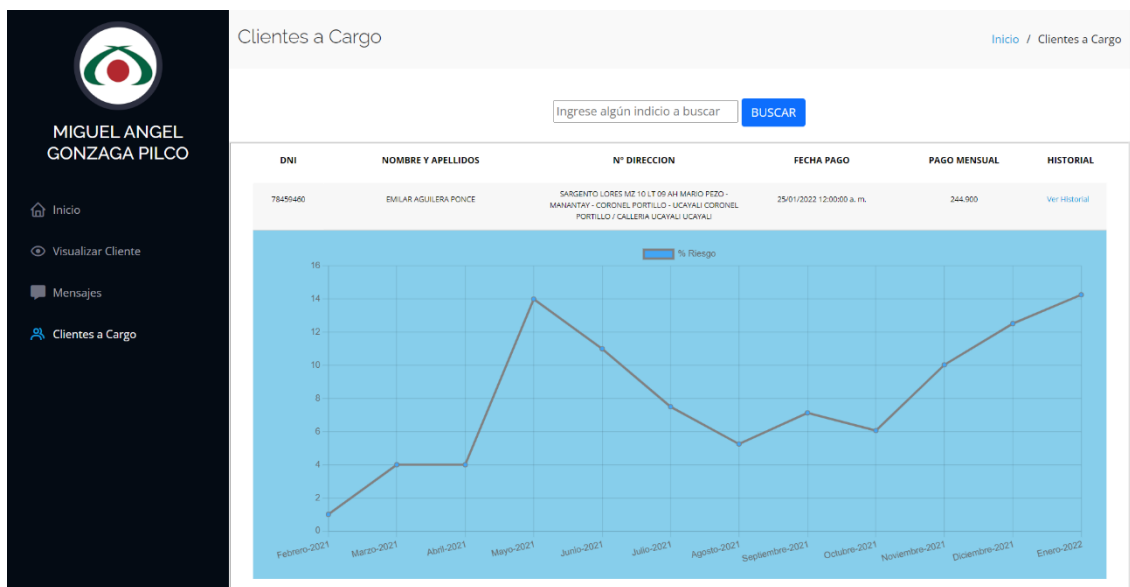 MIGUEL ANGEL
GONZAGA PILCO
Inicio
Visualizar Cliente
Mensajes
Clientes a Cargo
Clientes a Cargo
Inicio / Clientes a Cargo
Ingrese algún indicio a buscar
BUSCAR
DNI NOMBRE Y APELLIDOS N° DIRECCION FECHA PAGO PAGO MENSUAL HISTORIAL
78459460 EMILAR AGUILERA PONCE
SARGENTO LORES MZ 10 LT 09 AH MARIO PEZO -
MANANTAY - CORONEL PORTILLO - UCAYALI CORONEL
PORTILLO / CALLERIA UCAYALI UCAYALI
25/01/2022 12:00:00 a. m. 244.900 Ver Historial
% Riesgo
16
14
12
10
8
6
4
2
0
Febrero-2021 Marzo-2021 Abril-2021 Mayo-2021 Junio-2021 Julio-2021 Agosto-2021 Septiembre-2021 Octubre-2021 Noviembre-2021 Diciembre-2021 Enero-2022